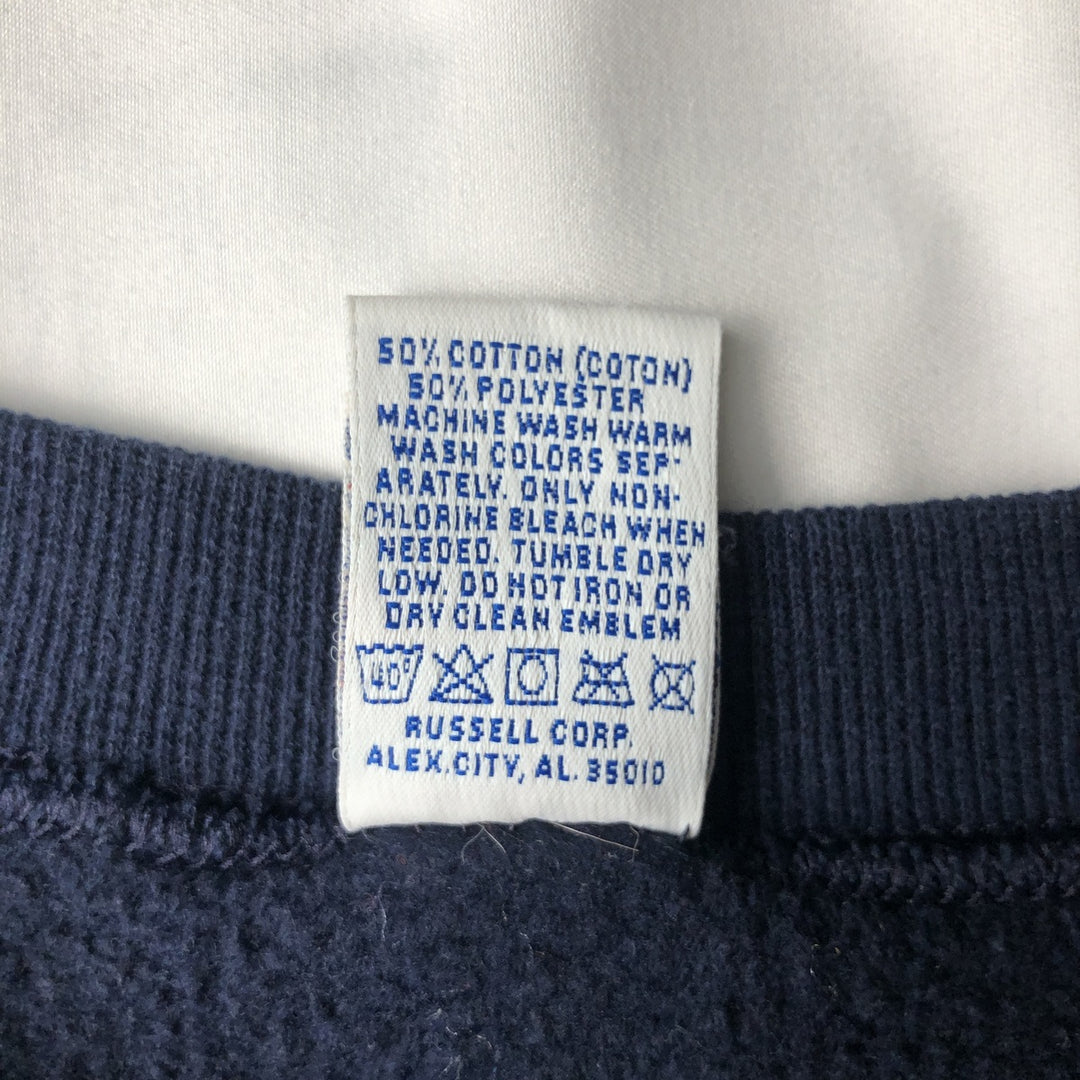 50% COTTON (COTON)
50% POLYESTER
MACHINE WASH WARM
WASH COLORS SEP-
ARATELY. ONLY NON-
CHLORINE BLEACH WHEN
NEEDED. TUMBLE DRY
LOW. DO NOT IRON OR
DRY CLEAN EMBLEM
40°
RUSSELL CORP.
ALEX.CITY, AL. 35010